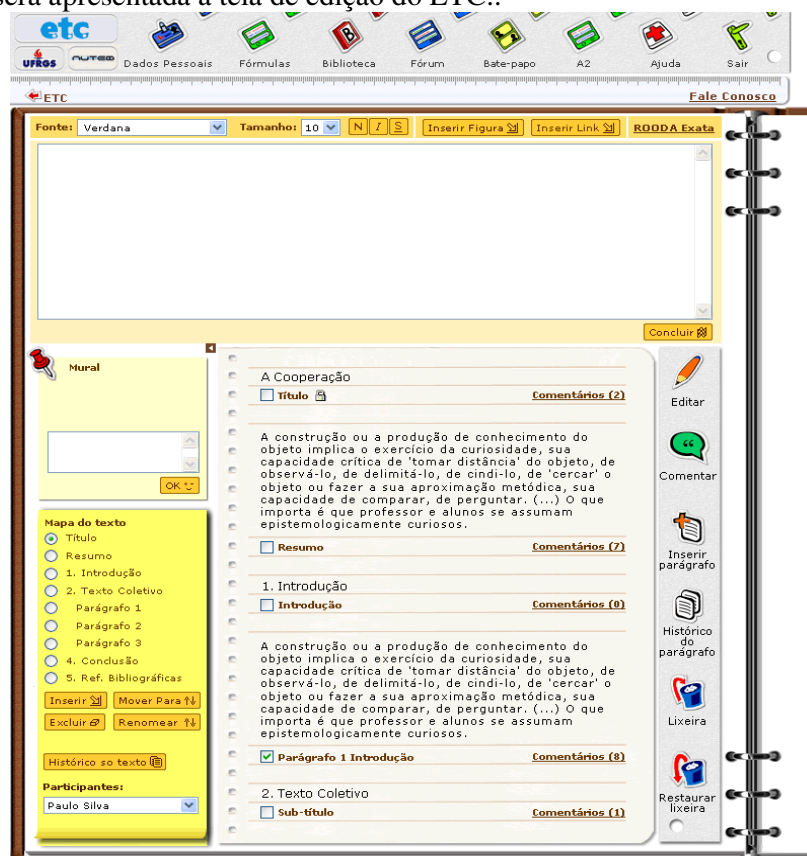 será apresentada a tela de edição do ETC..
etc
UFRGS NUTED Dados Pessoais Fórmulas Biblioteca Fórum Bate-papo A2 Ajuda Sair
ETC Fale Conosco
Fonte: Verdana Tamanho: 10 N I S Inserir Figura Inserir Link ROODA Exata
Concluir
Mural
OK
Mapa do texto
Título
Resumo
1. Introdução
2. Texto Coletivo
Parágrafo 1
Parágrafo 2
Parágrafo 3
4. Conclusão
5. Ref. Bibliográficas
Inserir Mover Para
Excluir Renomear
Histórico so texto
Participantes:
Paulo Silva
A Cooperação
Título Comentários (2)
A construção ou a produção de conhecimento do
objeto implica o exercício da curiosidade, sua
capacidade crítica de 'tomar distância' do objeto, de
observá-lo, de delimitá-lo, de cindi-lo, de 'cercar' o
objeto ou fazer a sua aproximação metódica, sua
capacidade de comparar, de perguntar. (...) O que
importa é que professor e alunos se assumam
epistemologicamente curiosos.
Resumo Comentários (7)
1. Introdução
Introdução Comentários (0)
A construção ou a produção de conhecimento do
objeto implica o exercício da curiosidade, sua
capacidade crítica de 'tomar distância' do objeto, de
observá-lo, de delimitá-lo, de cindi-lo, de 'cercar' o
objeto ou fazer a sua aproximação metódica, sua
capacidade de comparar, de perguntar. (...) O que
importa é que professor e alunos se assumam
epistemologicamente curiosos.
Parágrafo 1 Introdução Comentários (8)
2. Texto Coletivo
Sub-título Comentários (1)
Editar
Comentar
Inserir
parágrafo
Histórico
do
parágrafo
Lixeira
Restaurar
lixeira